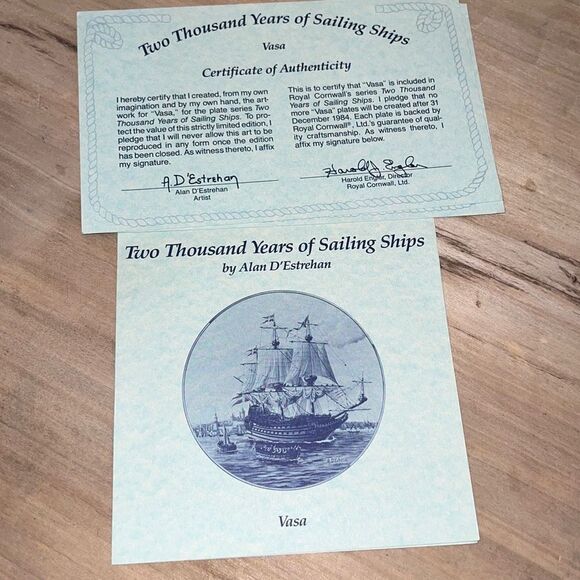 Two Thousand Years of Sailing Ships
Vasa
Certificate of Authenticity
I hereby certify that I created, from my own
imagination and by my own hand, the art-
work for "Vasa," for the plate series Two
Thousand Years of Sailing Ships. To pro-
tect the value of this strictly limited edition, I
pledge that I will never allow this art to be
reproduced in any form once the edition
has been closed. As witness thereto, I affix
my signature.
A. D'Estrehan
Alan D'Estrehan
Artist
This is to certify that "Vasa" is included in
Royal Cornwall's series Two Thousand
Years of Sailing Ships. I pledge that no
more "Vasa" plates will be created after 31
December 1984. Each plate is backed by
Royal Cornwall®, Ltd.'s guarantee of qual-
ity craftsmanship. As witness thereto, I
affix my signature below.
Harold J. Engler
Harold Engler, Director
Royal Cornwall, Ltd.
Two Thousand Years of Sailing Ships
by Alan D'Estrehan
Vasa